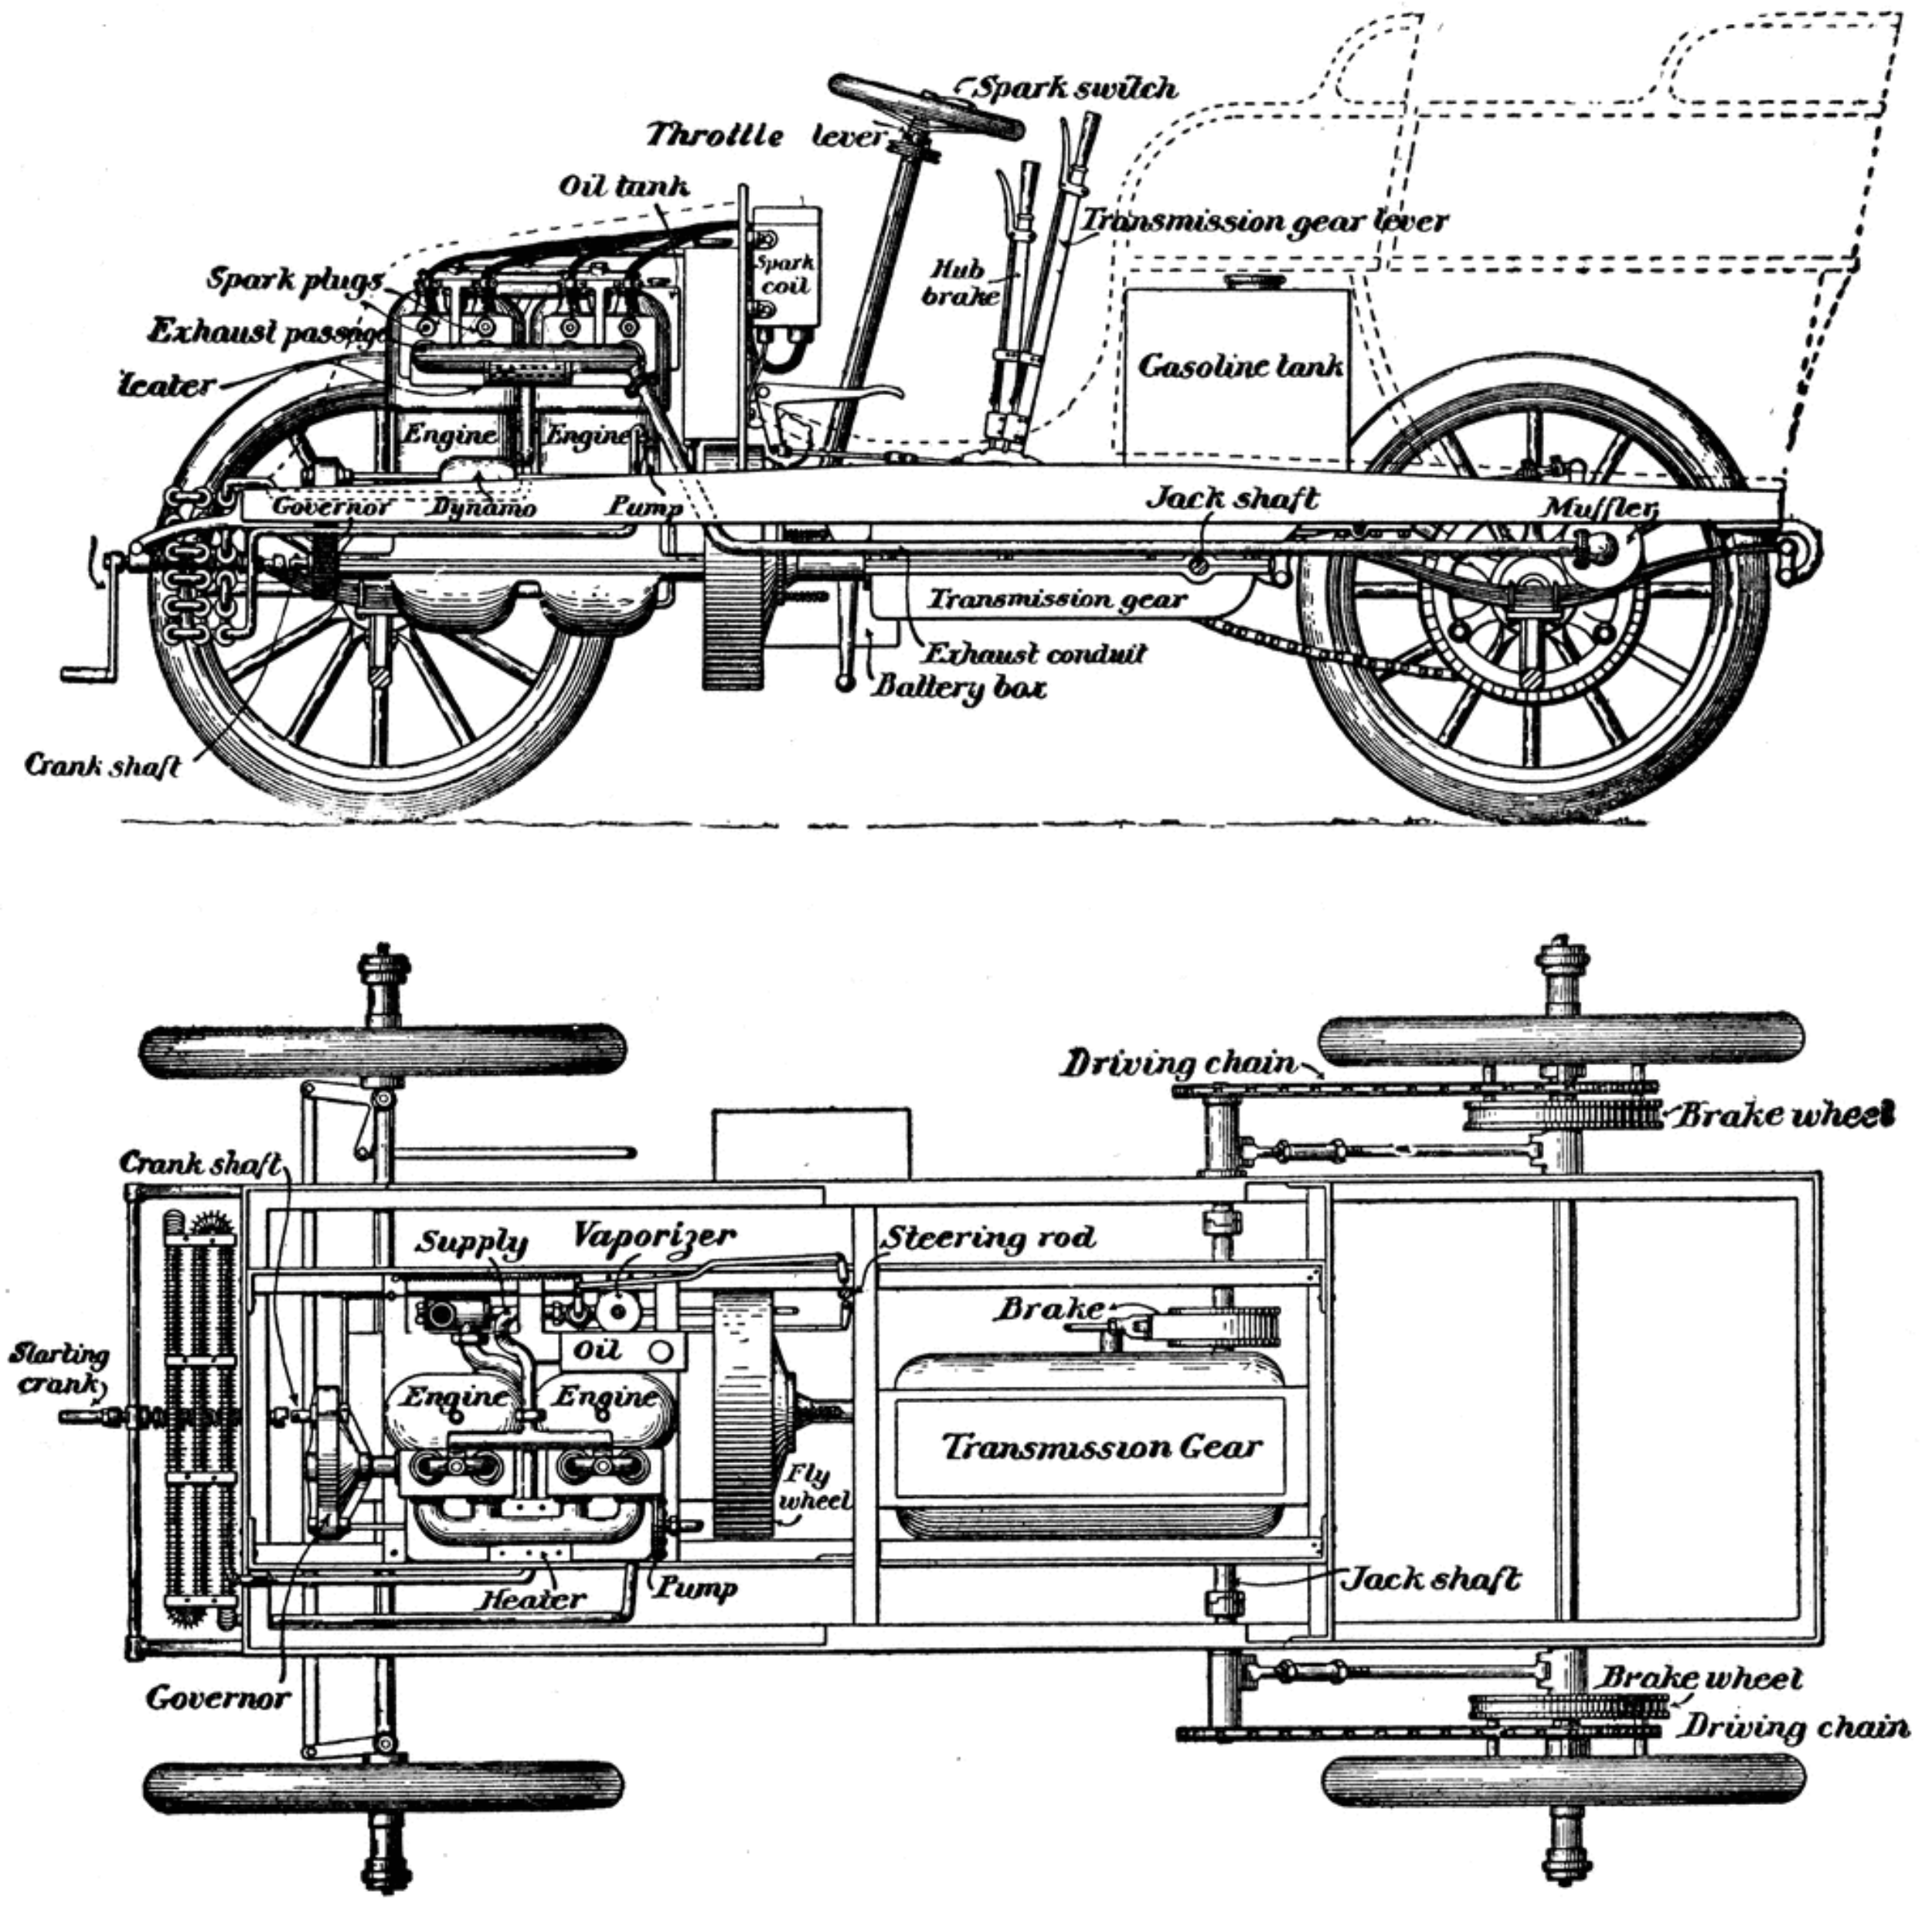 Spark switch
Throttle lever
Oil tank
Transmission gear lever
Spark
coil
Hub
brake
Spark plugs
Exhaust passage
Heater
Gasoline tank
Engine
Engine
Governor
Dynamo
Pump
Jack shaft
Muffler
Transmission gear
Exhaust conduit
Battery box
Crank shaft
Driving chain
Brake wheel
Crank shaft
Supply
Vaporizer
Steering rod
Brake
Oil
Starting
crank
Engine
Engine
Transmission Gear
Fly
wheel
Jack shaft
Heater
Pump
Governor
Brake wheel
Driving chain